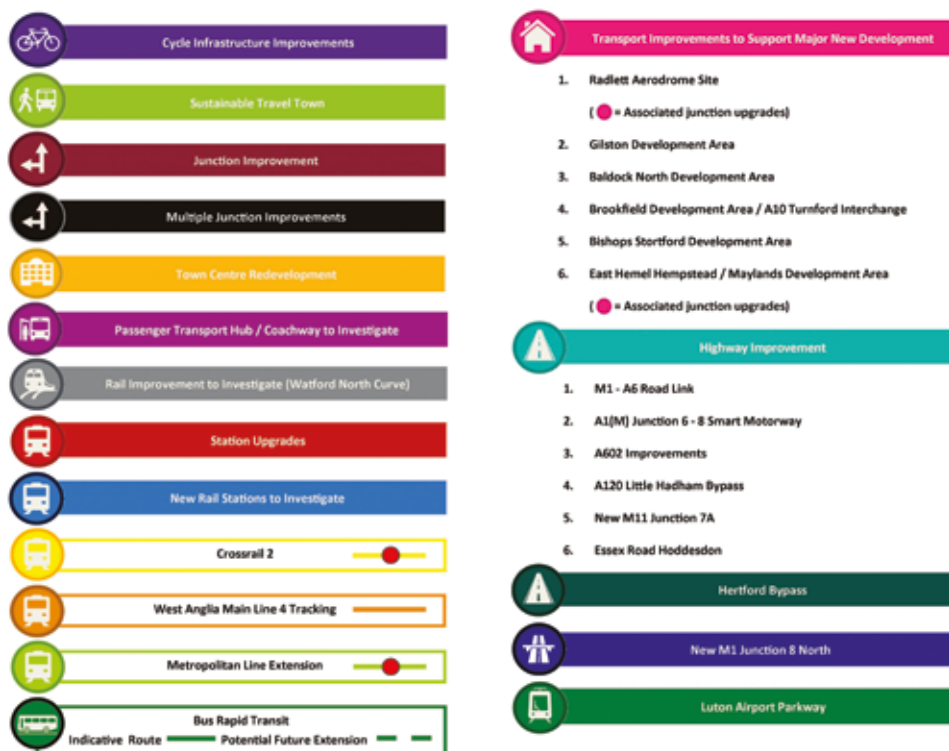 Cycle Infrastructure Improvements
Sustainable Travel Town
Junction Improvement
Multiple Junction Improvements
Town Centre Redevelopment
Passenger Transport Hub / Coachway to Investigate
Rail Improvement to Investigate (Watford North Curve)
Station Upgrades
New Rail Stations to Investigate
Crossrail 2
West Anglia Main Line 4 Tracking
Metropolitan Line Extension
Bus Rapid Transit
Indicative Route Potential Future Extension
Transport Improvements to Support Major New Development
1. Radlett Aerodrome Site
( = Associated junction upgrades)
2. Gilston Development Area
3. Baldock North Development Area
4. Brookfield Development Area / A10 Turnford Interchange
5. Bishops Stortford Development Area
6. East Hemel Hempstead / Maylands Development Area
( = Associated junction upgrades)
Highway Improvement
1. M1 - A6 Road Link
2. A1(M) Junction 6 - 8 Smart Motorway
3. A602 Improvements
4. A120 Little Hadham Bypass
5. New M11 Junction 7A
6. Essex Road Hoddesdon
Hertford Bypass
New M1 Junction 8 North
Luton Airport Parkway